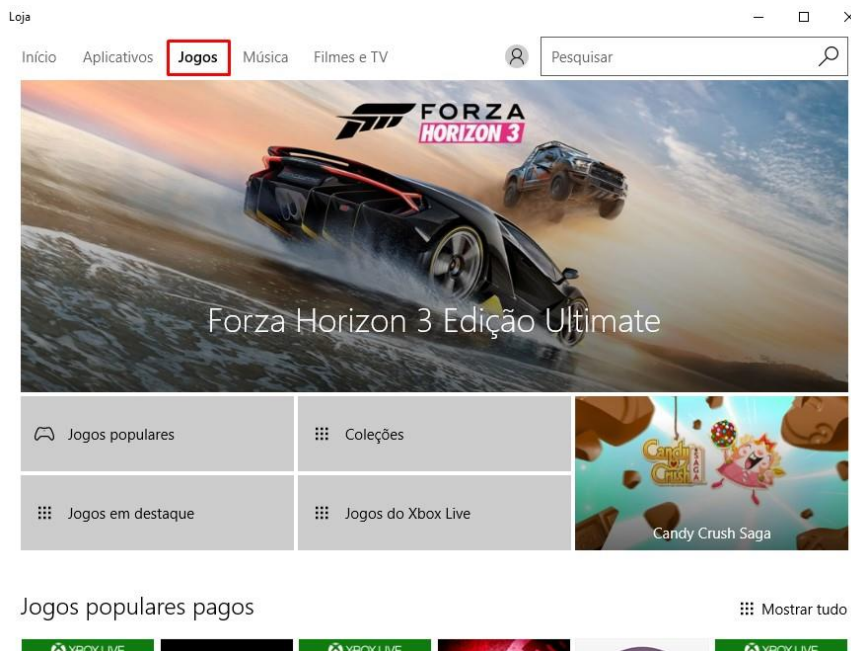 Loja
Início Aplicativos Jogos Música Filmes e TV Pesquisar
FORZA
HORIZON 3
Forza Horizon 3 Edição Ultimate
Jogos populares
Coleções
Candy
Crush
SAGA
Jogos em destaque
Jogos do Xbox Live
Candy Crush Saga
Jogos populares pagos
Mostrar tudo
XBOX LIVE XBOX LIVE XBOX LIVE